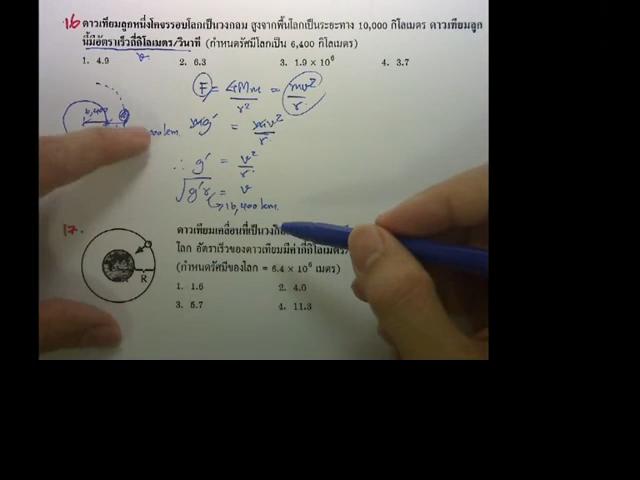 16 ดาวเทียมลูกหนึ่งโคจรรอบโลกเป็นวงกลม สูงจากพื้นโลกเป็นระยะทาง 10,000 กิโลเมตร ดาวเทียมลูก
นี้มีอัตราเร็วกี่กิโลเมตร/วินาที (กำหนดรัศมีโลกเป็น 6,400 กิโลเมตร)
v
1. 4.9 2. 6.3 3. 1.9 × 10⁶ 4. 3.7
F = GMm/r² = mv²/r
6,400
mg' = mv²/r
∴ g' = v²/r
√g'r = v
16,400 km.
17. ดาวเทียมเคลื่อนที่เป็นวง
โลก อัตราเร็วของดาวเทียมมีค่ากี่กิโลเมตร/
(กำหนดรัศมีของโลก = 6.4 × 10⁶ เมตร)
R
1. 1.6 2. 4.0
3. 5.7 4. 11.3